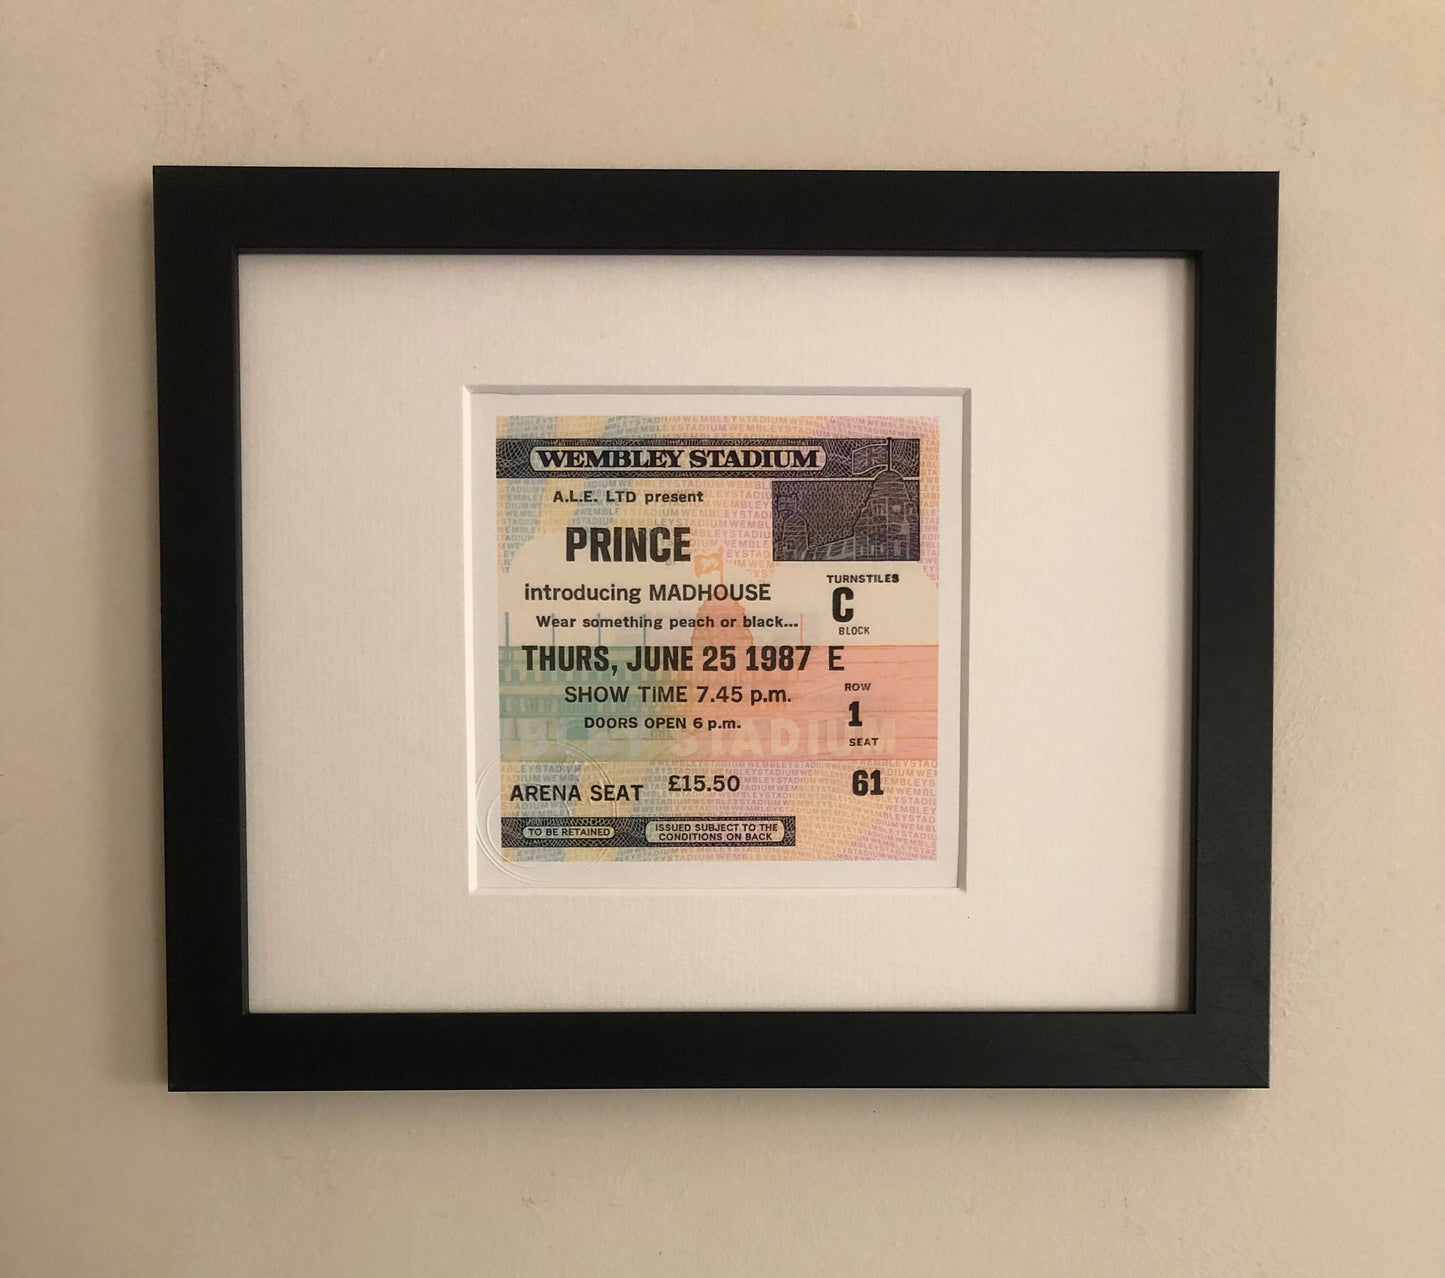 WEMBLEY STADIUM
A.L.E. LTD present
PRINCE
introducing MADHOUSE
Wear something peach or black...
THURS, JUNE 25 1987
SHOW TIME 7.45 p.m.
DOORS OPEN 6 p.m.
ARENA SEAT £15.50
TURNSTILES
C
BLOCK
E
ROW
1
SEAT
61
TO BE RETAINED
ISSUED SUBJECT TO THE
CONDITIONS ON BACK